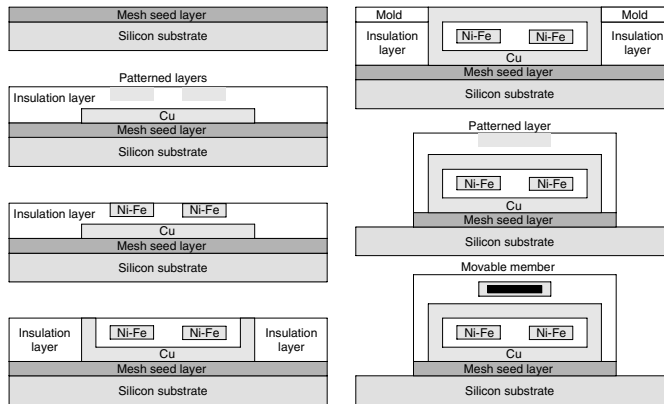 Mesh seed layer
Silicon substrate
Patterned layers
Insulation layer
Cu
Mesh seed layer
Silicon substrate
Insulation layer
Ni-Fe Ni-Fe
Cu
Mesh seed layer
Silicon substrate
Insulation
layer
Ni-Fe Ni-Fe
Insulation
layer
Cu
Mesh seed layer
Silicon substrate
Mold Mold
Insulation
layer
Ni-Fe Ni-Fe
Insulation
layer
Cu
Mesh seed layer
Silicon substrate
Patterned layer
Ni-Fe Ni-Fe
Cu
Mesh seed layer
Silicon substrate
Movable member
Ni-Fe Ni-Fe
Cu
Mesh seed layer
Silicon substrate